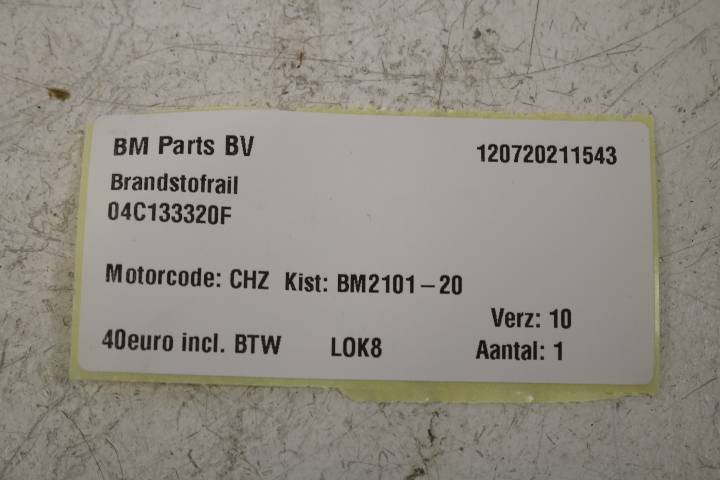 BM Parts BV 120720211543
Brandstofrail
04C133320F
Motorcode: CHZ Kist: BM2101-20
Verz: 10
40euro incl. BTW LOK8 Aantal: 1